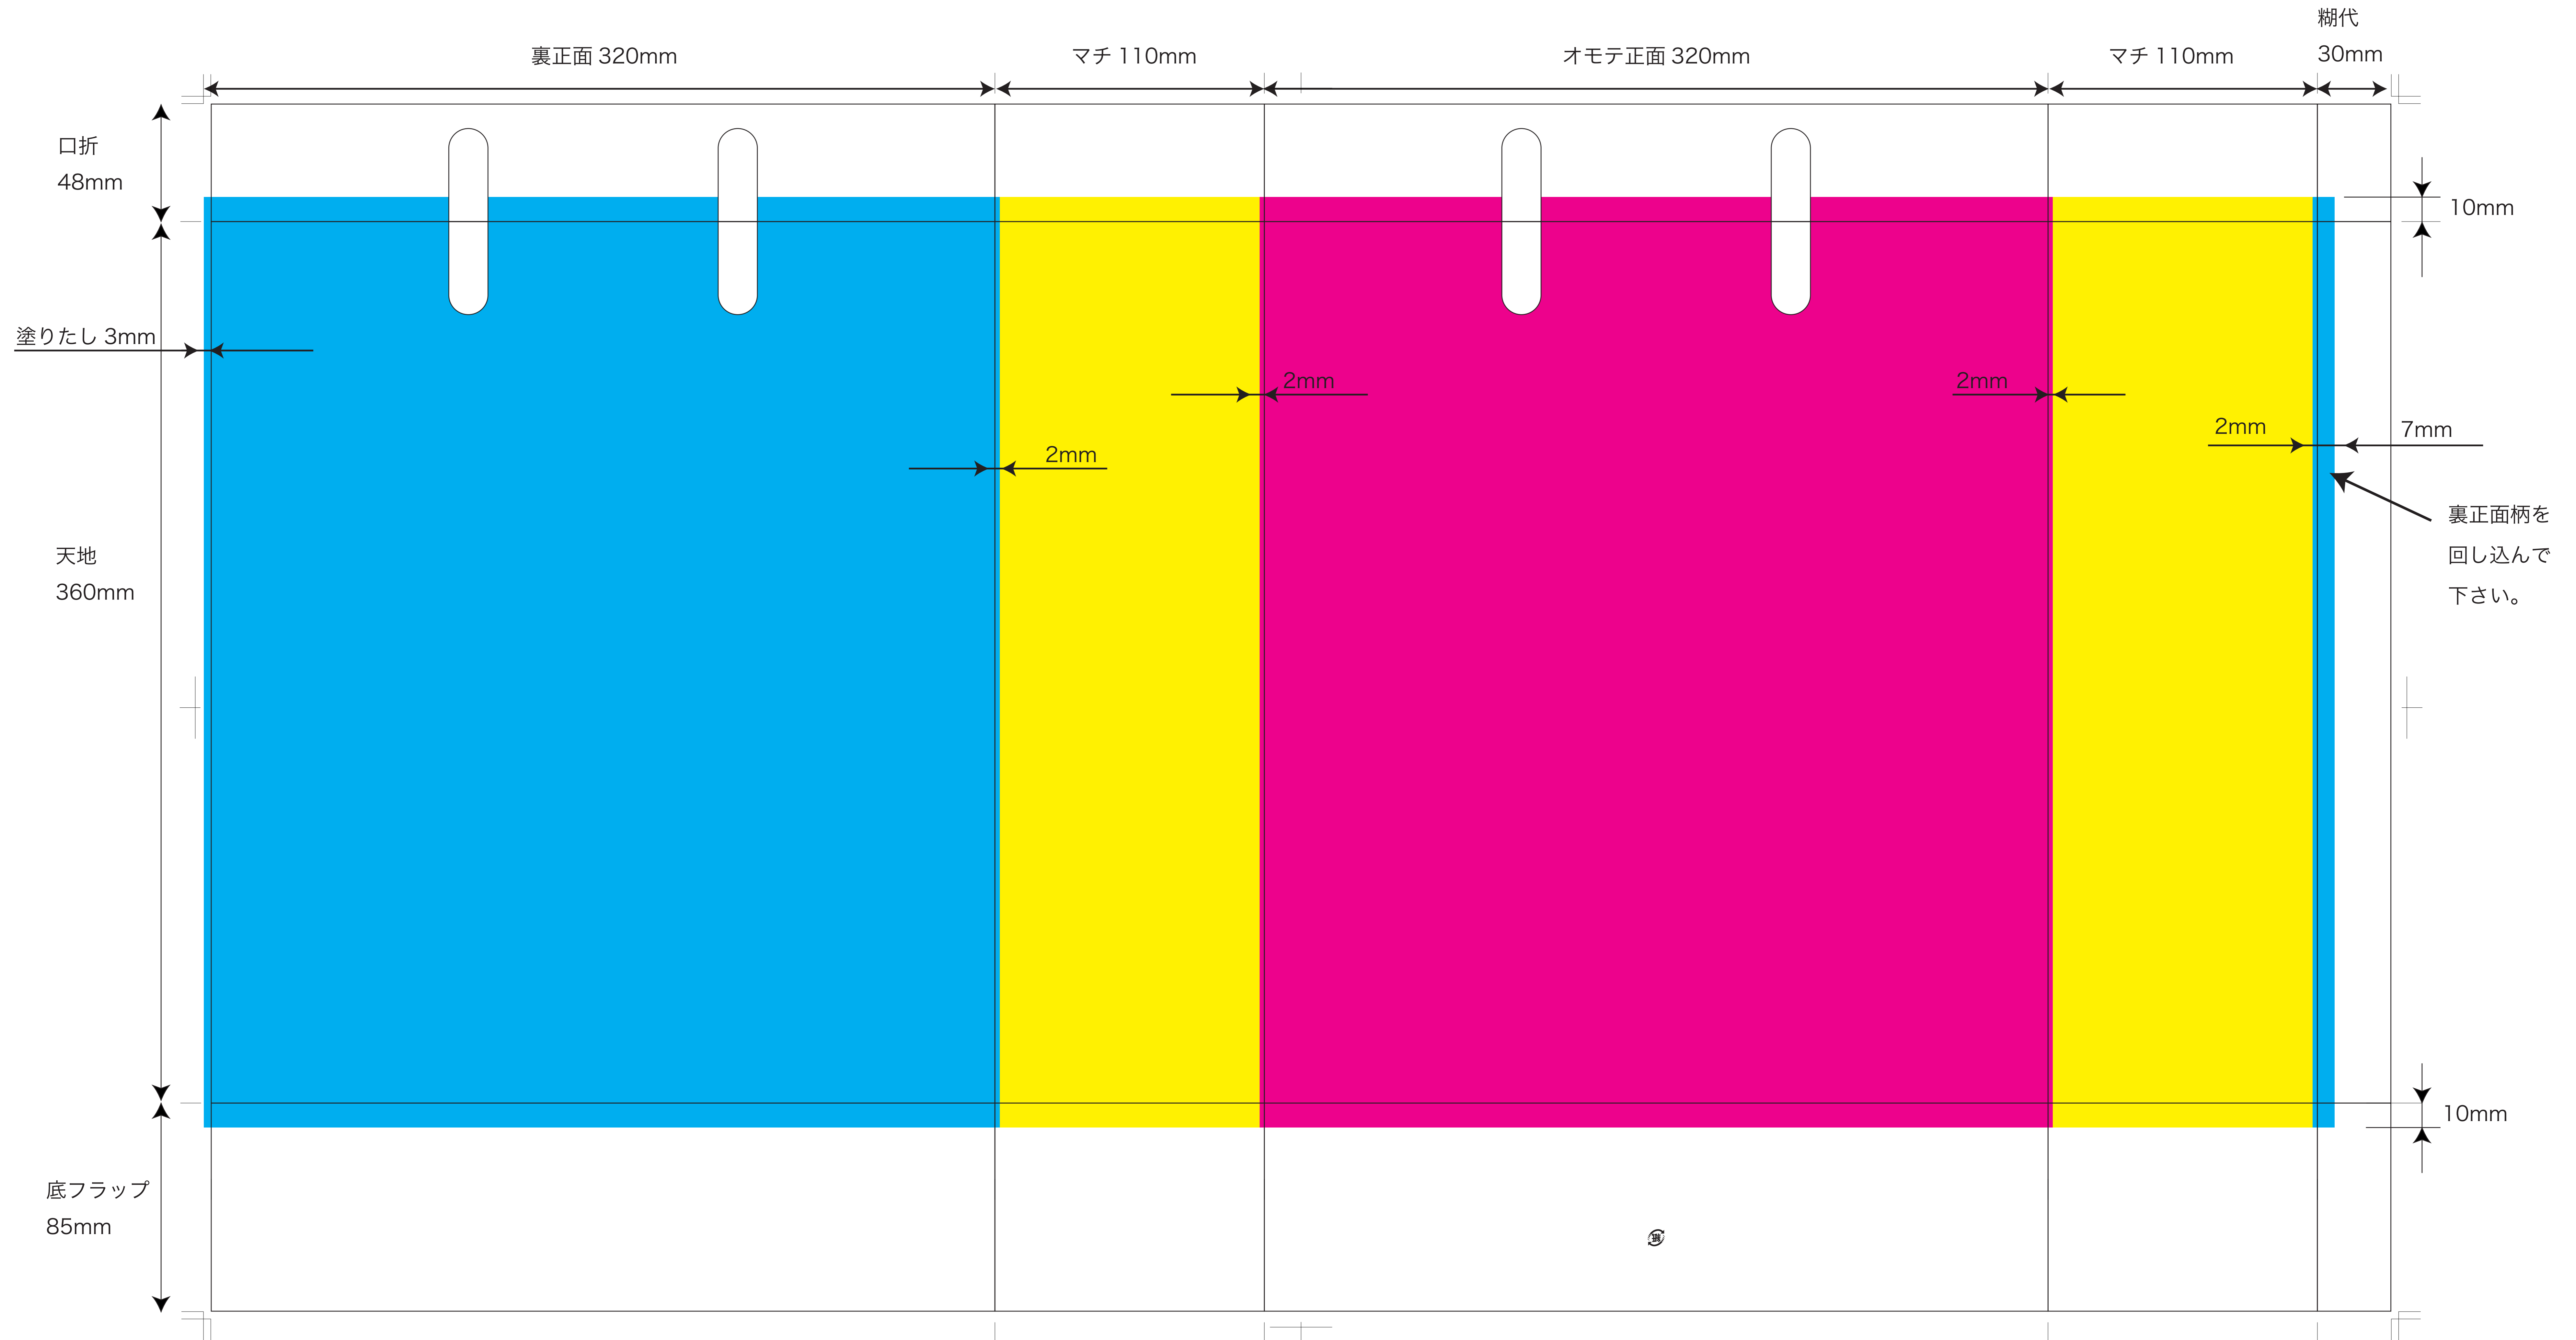 糊代
30mm
裏正面 320mm
マチ 110mm
オモテ正面 320mm
マチ 110mm
口折
48mm
10mm
塗りたし 3mm
2mm
2mm
2mm
7mm
2mm
裏正面柄を
回し込んで
下さい。
天地
360mm
10mm
底フラップ
85mm
紙